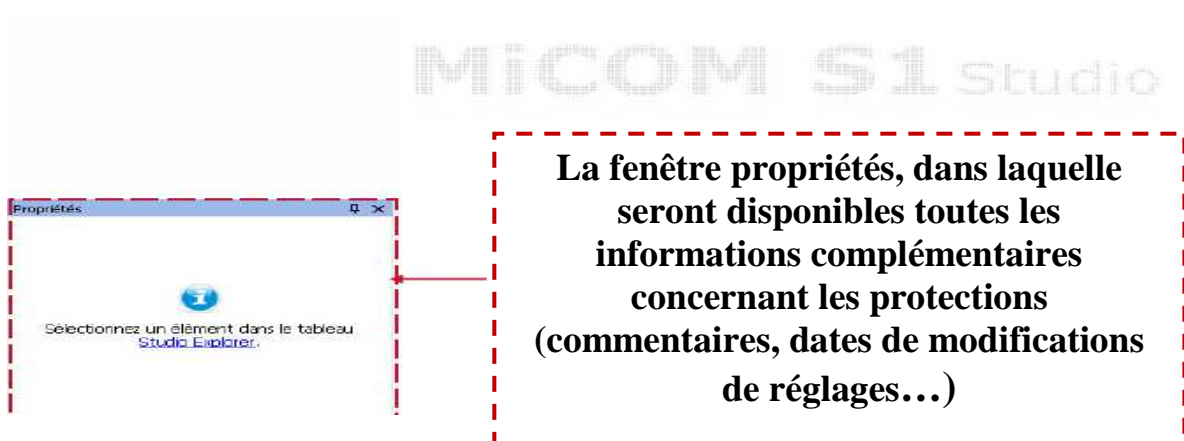 MiCOM S1 Studio
La fenêtre propriétés, dans laquelle
seront disponibles toutes les
informations complémentaires
concernant les protections
(commentaires, dates de modifications
de réglages…)
Propriétés
Sélectionnez un élément dans le tableau
Studio Explorer.